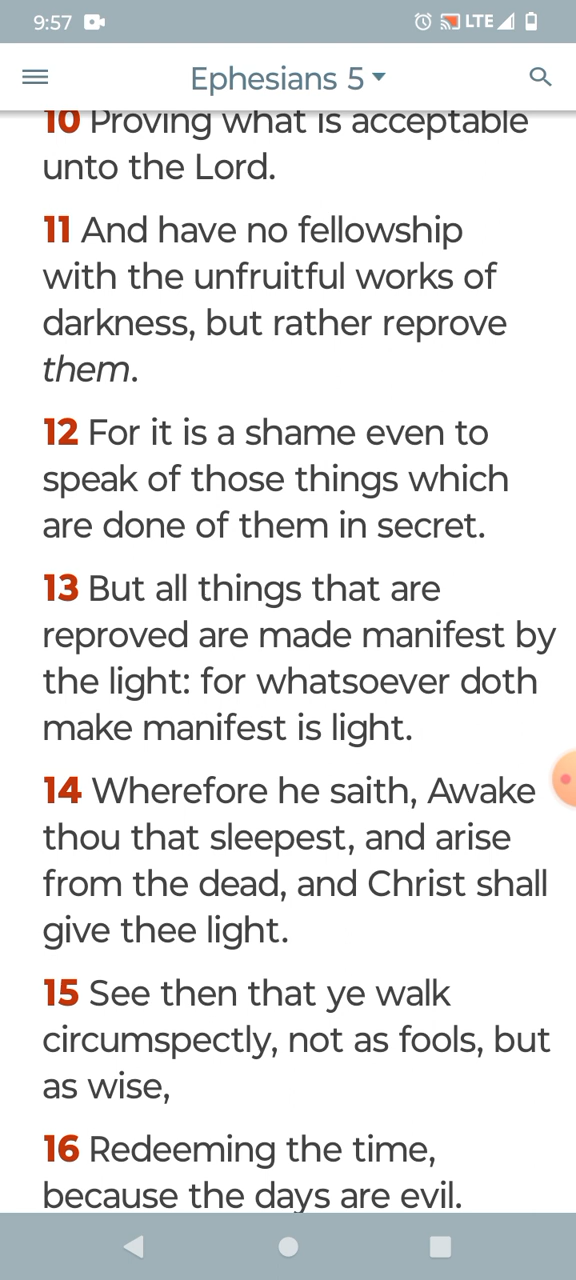 9:57 LTE
Ephesians 5
10 Proving what is acceptable
unto the Lord.
11 And have no fellowship
with the unfruitful works of
darkness, but rather reprove
them.
12 For it is a shame even to
speak of those things which
are done of them in secret.
13 But all things that are
reproved are made manifest by
the light: for whatsoever doth
make manifest is light.
14 Wherefore he saith, Awake
thou that sleepest, and arise
from the dead, and Christ shall
give thee light.
15 See then that ye walk
circumspectly, not as fools, but
as wise,
16 Redeeming the time,
because the days are evil.